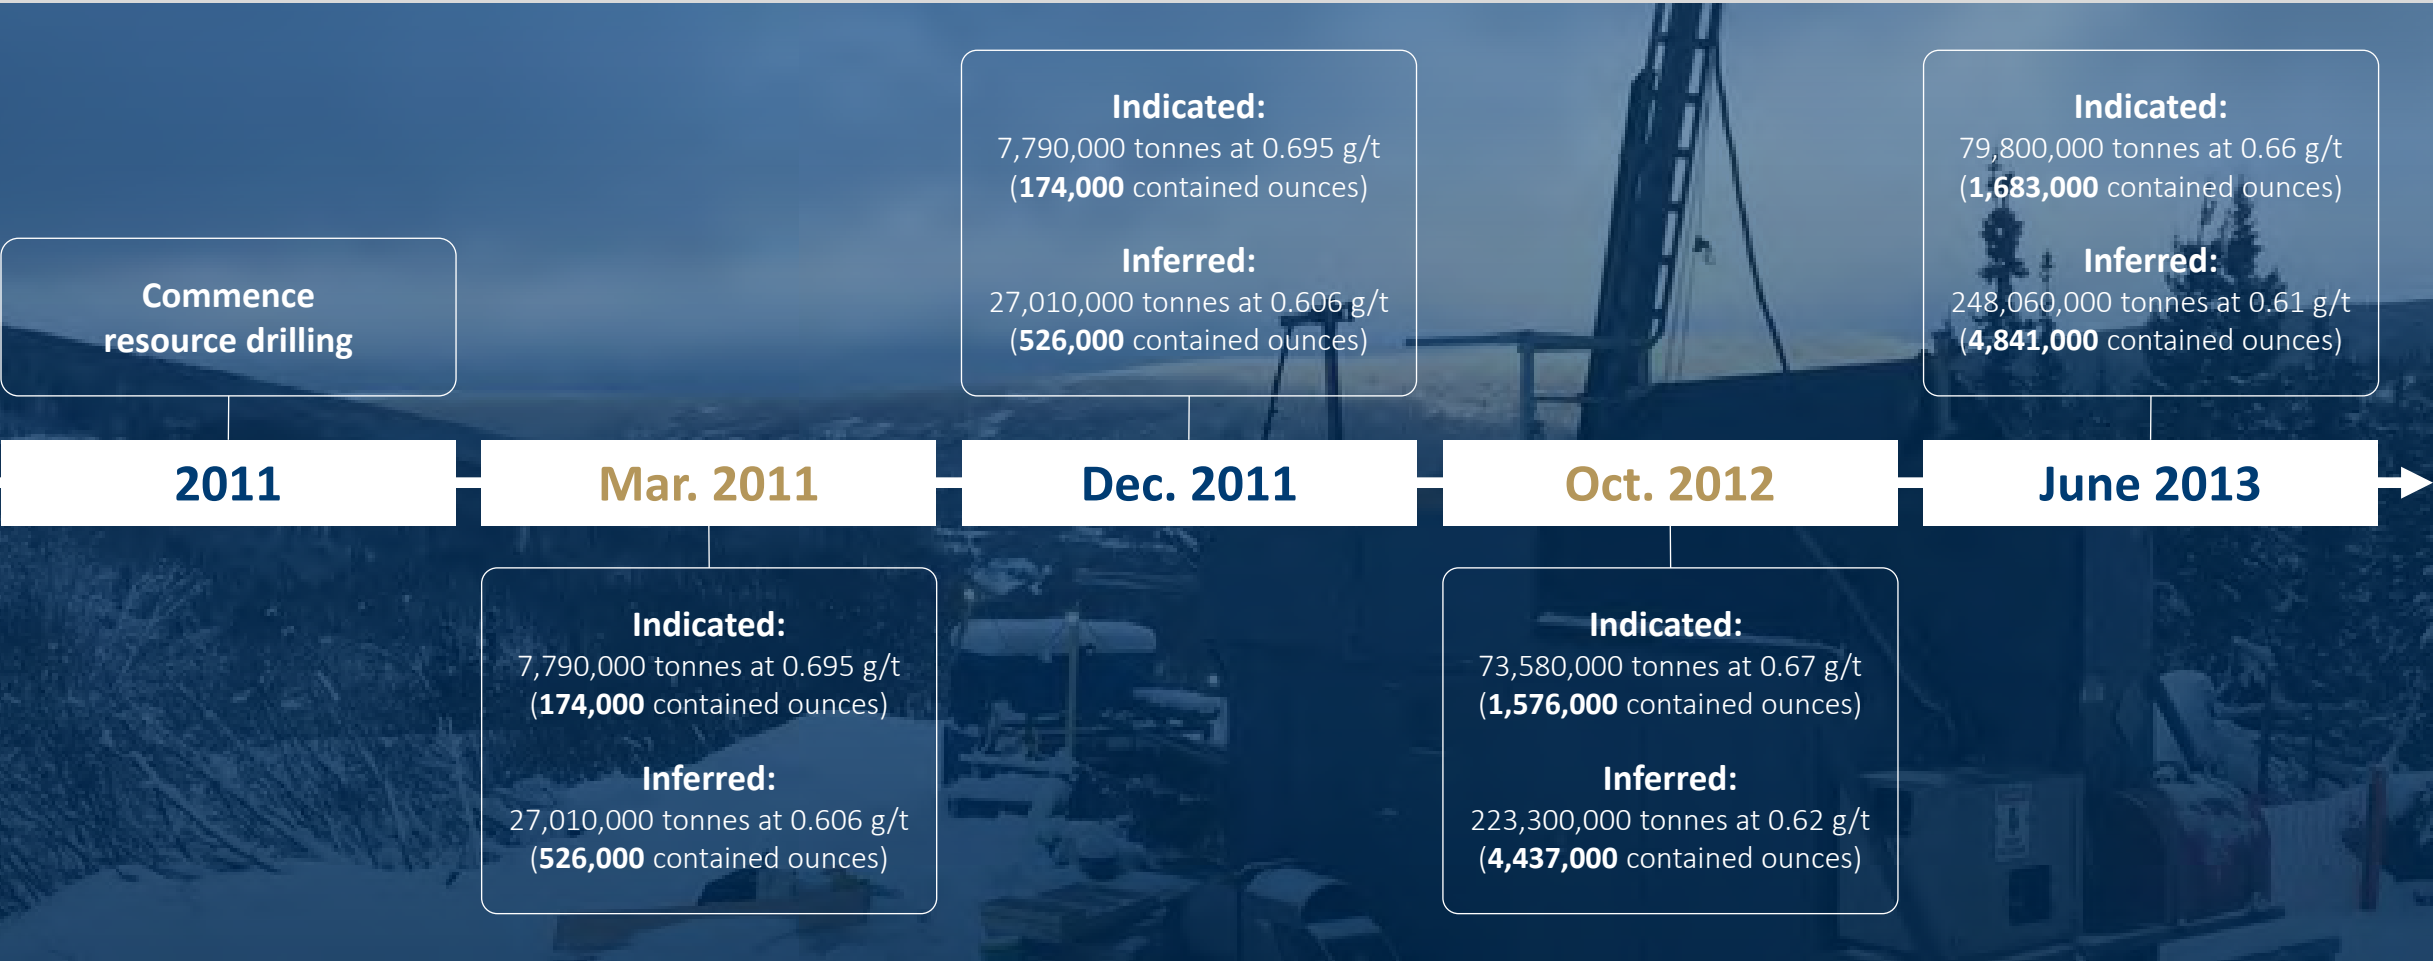 Commence
resource drilling
2011
Mar. 2011
Indicated:
7,790,000 tonnes at 0.695 g/t
(174,000 contained ounces)
Inferred:
27,010,000 tonnes at 0.606 g/t
(526,000 contained ounces)
Indicated:
7,790,000 tonnes at 0.695 g/t
(174,000 contained ounces)
Inferred:
27,010,000 tonnes at 0.606 g/t
(526,000 contained ounces)
Dec. 2011
Oct. 2012
Indicated:
73,580,000 tonnes at 0.67 g/t
(1,576,000 contained ounces)
Inferred:
223,300,000 tonnes at 0.62 g/t
(4,437,000 contained ounces)
Indicated:
79,800,000 tonnes at 0.66 g/t
(1,683,000 contained ounces)
Inferred:
248,060,000 tonnes at 0.61 g/t
(4,841,000 contained ounces)
June 2013